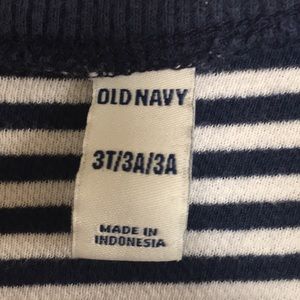 OLD NAVY
3T/3A/3A
MADE IN
INDONESIA